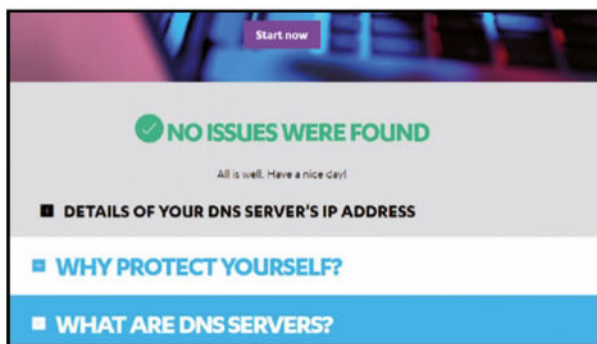 Start now
NO ISSUES WERE FOUND
All is well. Have a nice day!
DETAILS OF YOUR DNS SERVER'S IP ADDRESS
WHY PROTECT YOURSELF?
WHAT ARE DNS SERVERS?